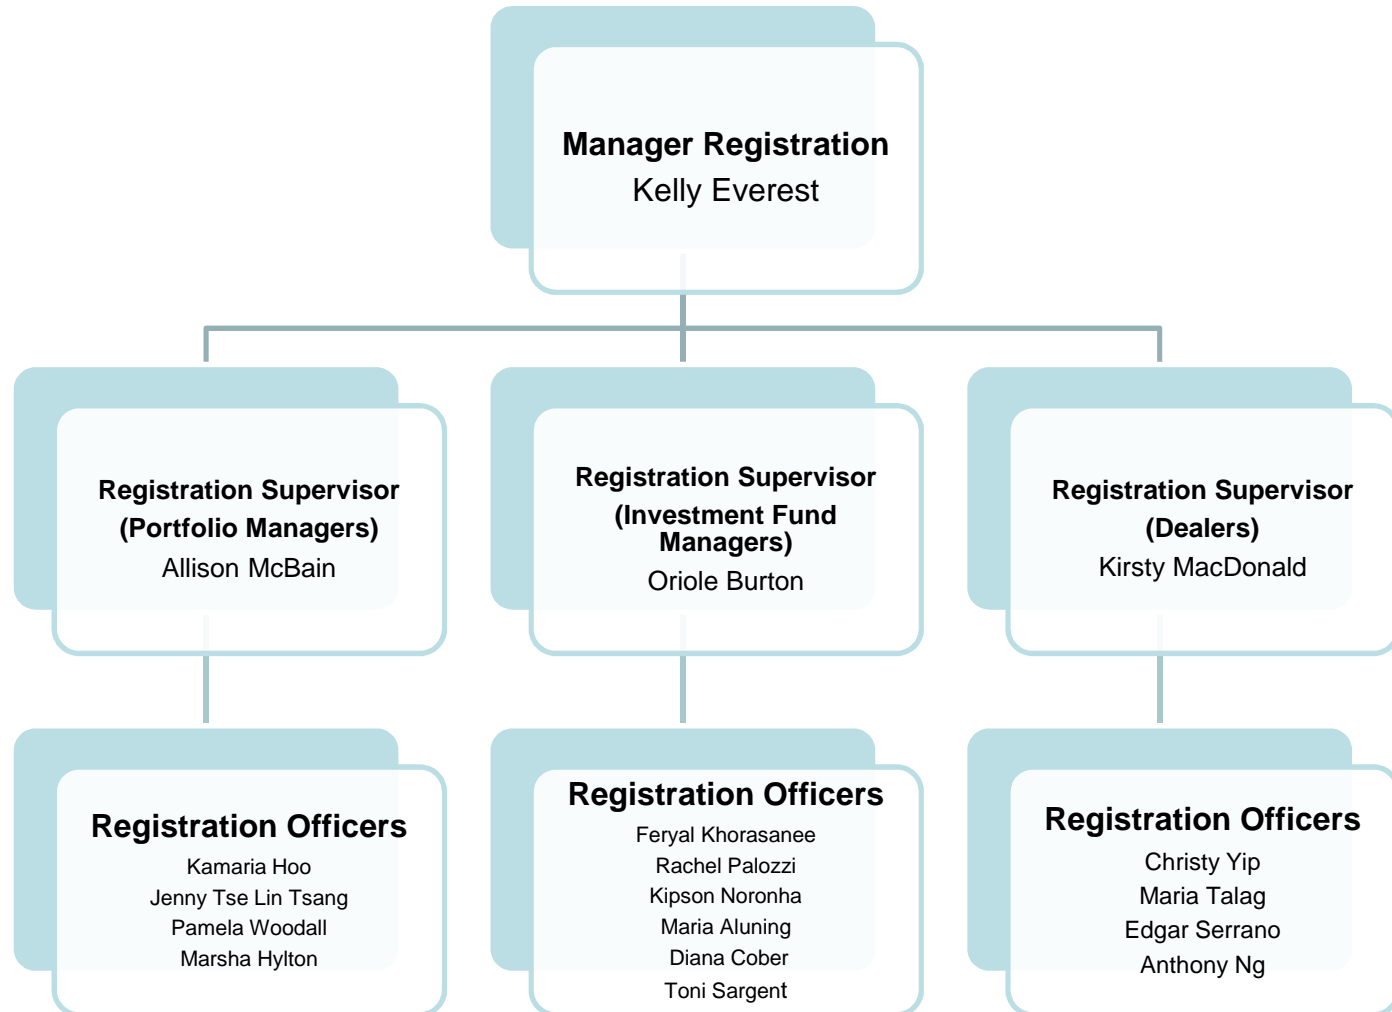 Manager Registration
Kelly Everest
Registration Supervisor
(Portfolio Managers)
Allison McBain
Registration Supervisor
(Investment Fund
Managers)
Oriole Burton
Registration Supervisor
(Dealers)
Kirsty MacDonald
Registration Officers
Kamaria Hoo
Jenny Tse Lin Tsang
Pamela Woodall
Marsha Hylton
Registration Officers
Feryal Khorasanee
Rachel Palozzi
Kipson Noronha
Maria Aluning
Diana Cober
Toni Sargent
Registration Officers
Christy Yip
Maria Talag
Edgar Serrano
Anthony Ng